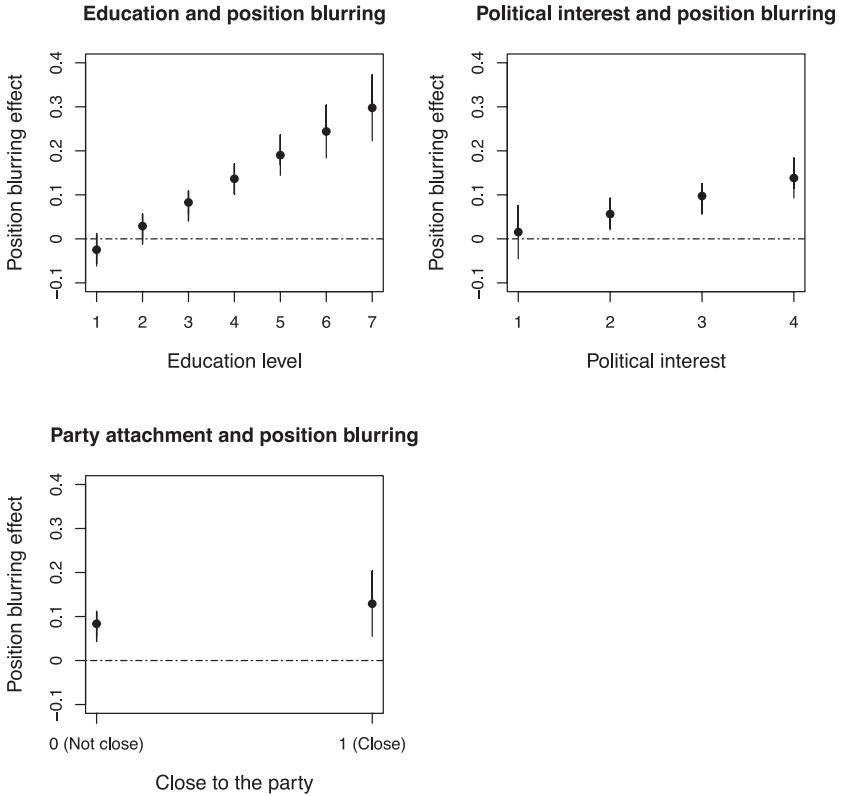 Education and position blurring
Position blurring effect
0.4
0.3
0.2
0.1
0
−0.1
1 2 3 4 5 6 7
Education level
Political interest and position blurring
Position blurring effect
0.4
0.3
0.2
0.1
0
−0.1
1 2 3 4
Political interest
Party attachment and position blurring
Position blurring effect
0.4
0.3
0.2
0.1
0
−0.1
0 (Not close) 1 (Close)
Close to the party